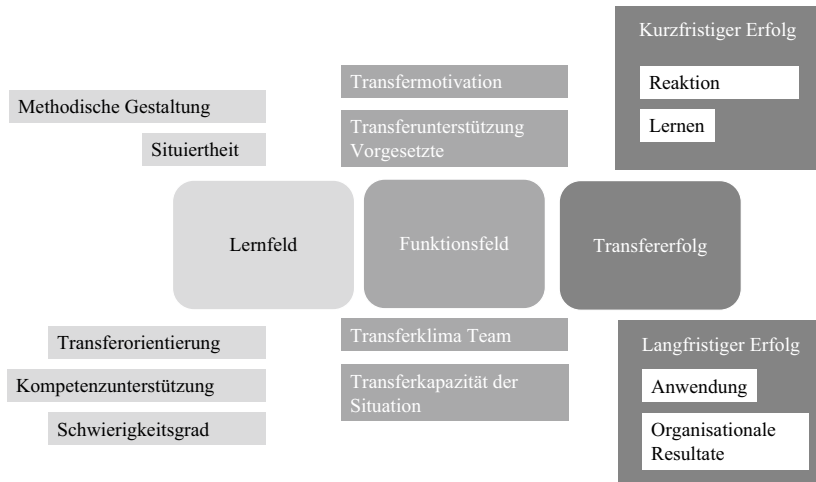 Methodische Gestaltung
Situiertheit
Transfermotivation
Transferunterstützung
Vorgesetzte
Kurzfristiger Erfolg
Reaktion
Lernen
Lernfeld
Funktionsfeld
Transfererfolg
Transferorientierung
Kompetenzunterstützung
Schwierigkeitsgrad
Transferklima Team
Transferkapazität der
Situation
Langfristiger Erfolg
Anwendung
Organisationale
Resultate